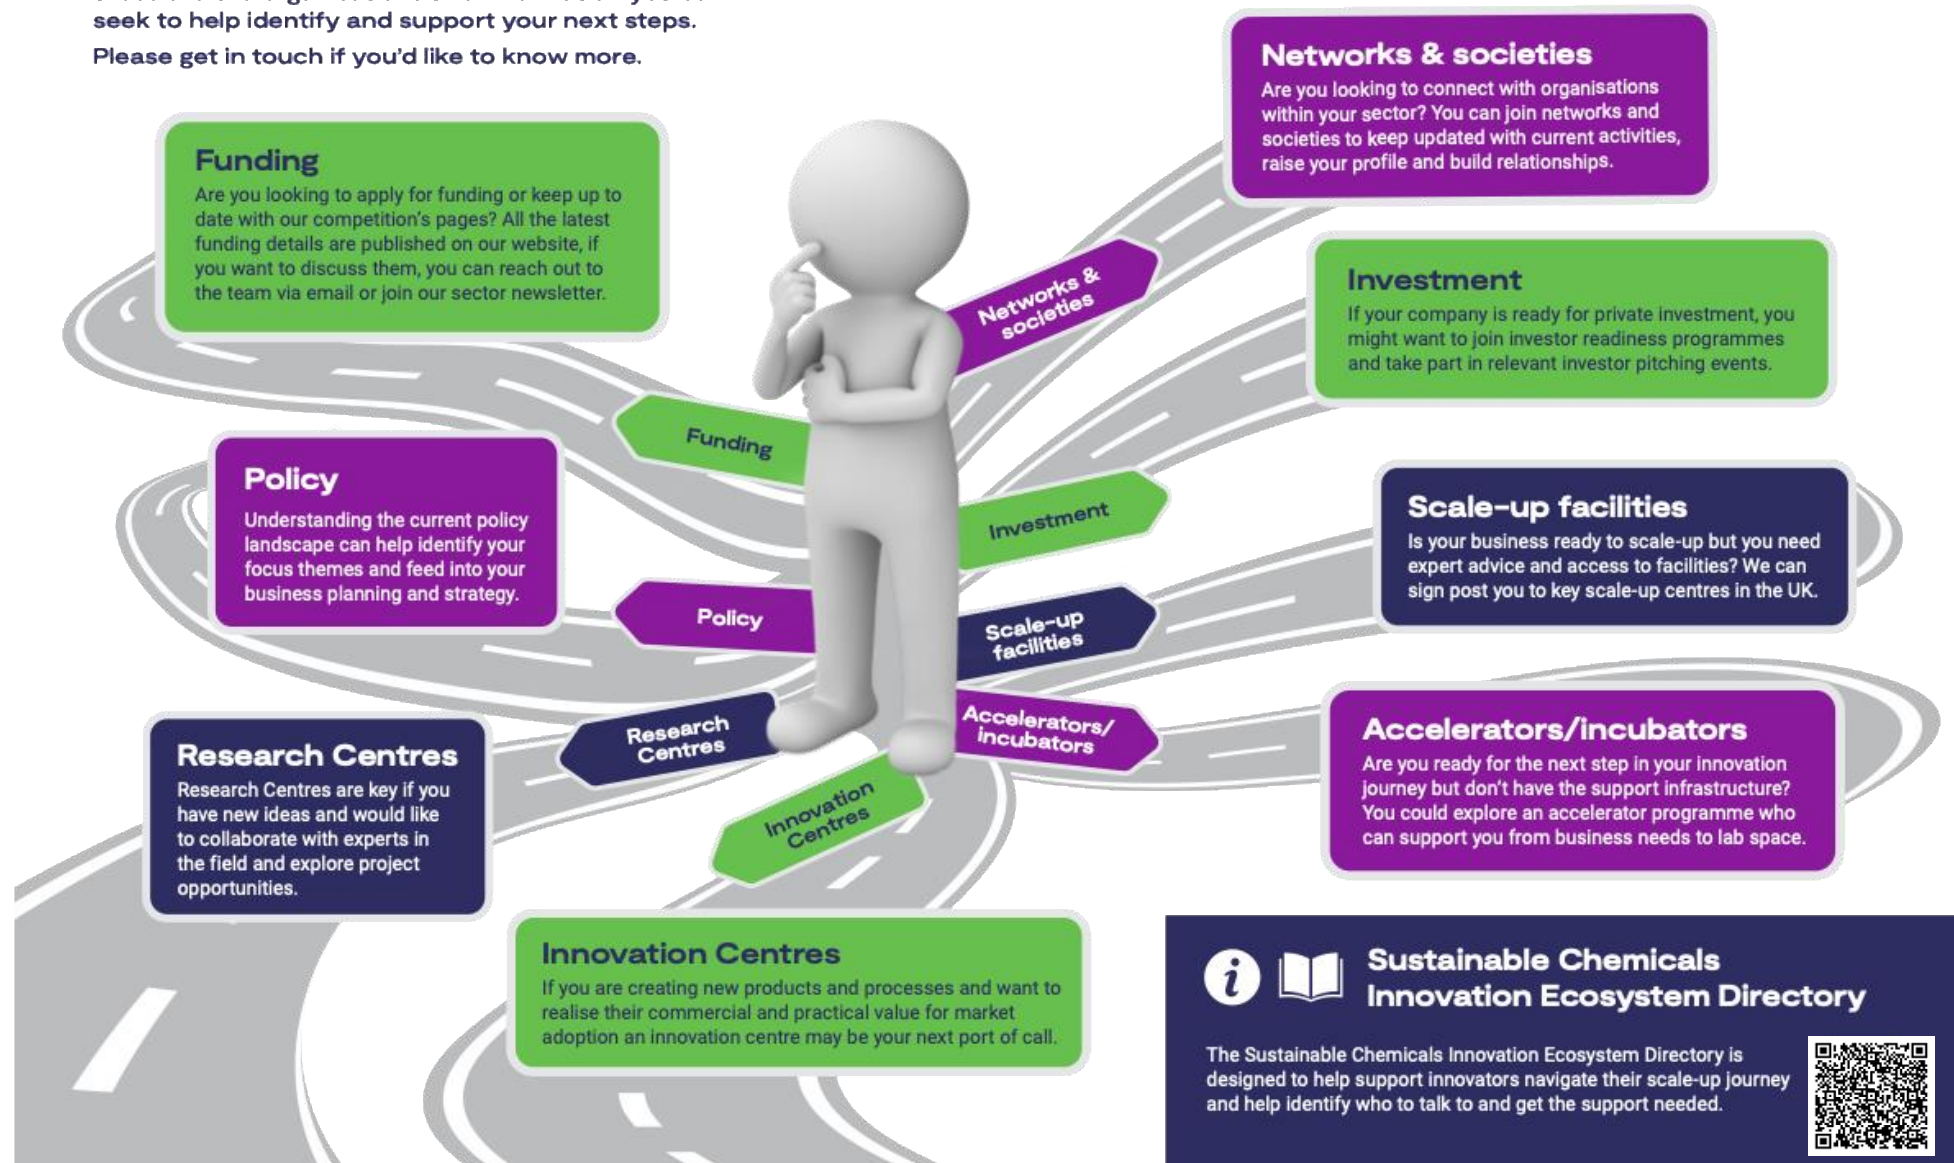 seek to help identify and support your next steps.
Please get in touch if you'd like to know more.
Funding
Are you looking to apply for funding or keep up to
date with our competition's pages? All the latest
funding details are published on our website, if
you want to discuss them, you can reach out to
the team via email or join our sector newsletter.
Networks & societies
Are you looking to connect with organisations
within your sector? You can join networks and
societies to keep updated with current activities,
raise your profile and build relationships.
Networks &
societies
Investment
If your company is ready for private investment, you
might want to join investor readiness programmes
and take part in relevant investor pitching events.
Funding
Policy
Understanding the current policy
landscape can help identify your
focus themes and feed into your
business planning and strategy.
Investment
Scale-up facilities
Is your business ready to scale-up but you need
expert advice and access to facilities? We can
sign post you to key scale-up centres in the UK.
Policy
Scale-up
facilities
Research Centres
Research Centres are key if you
have new ideas and would like
to collaborate with experts in
the field and explore project
opportunities.
Research
Centres
Accelerators/
incubators
Accelerators/incubators
Are you ready for the next step in your innovation
journey but don't have the support infrastructure?
You could explore an accelerator programme who
can support you from business needs to lab space.
Innovation
Centres
Innovation Centres
If you are creating new products and processes and want to
realise their commercial and practical value for market
adoption an innovation centre may be your next port of call.
Sustainable Chemicals
Innovation Ecosystem Directory
The Sustainable Chemicals Innovation Ecosystem Directory is
designed to help support innovators navigate their scale-up journey
and help identify who to talk to and get the support needed.